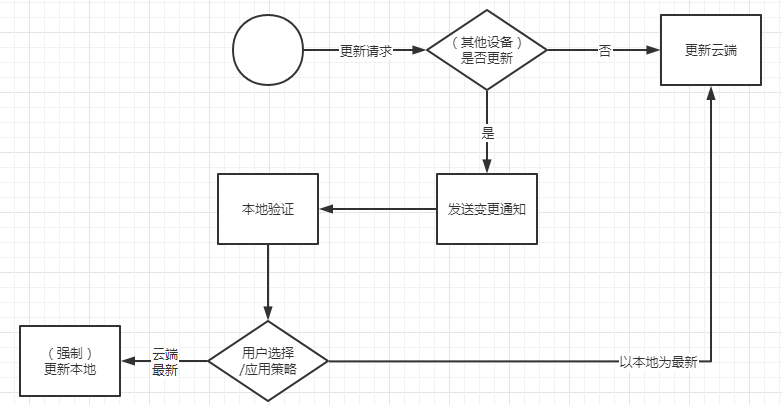 更新请求
（其他设备）
是否更新
否
更新云端
是
本地验证
发送变更通知
（强制）
更新本地
云端
最新
用户选择
/应用策略
以本地为最新